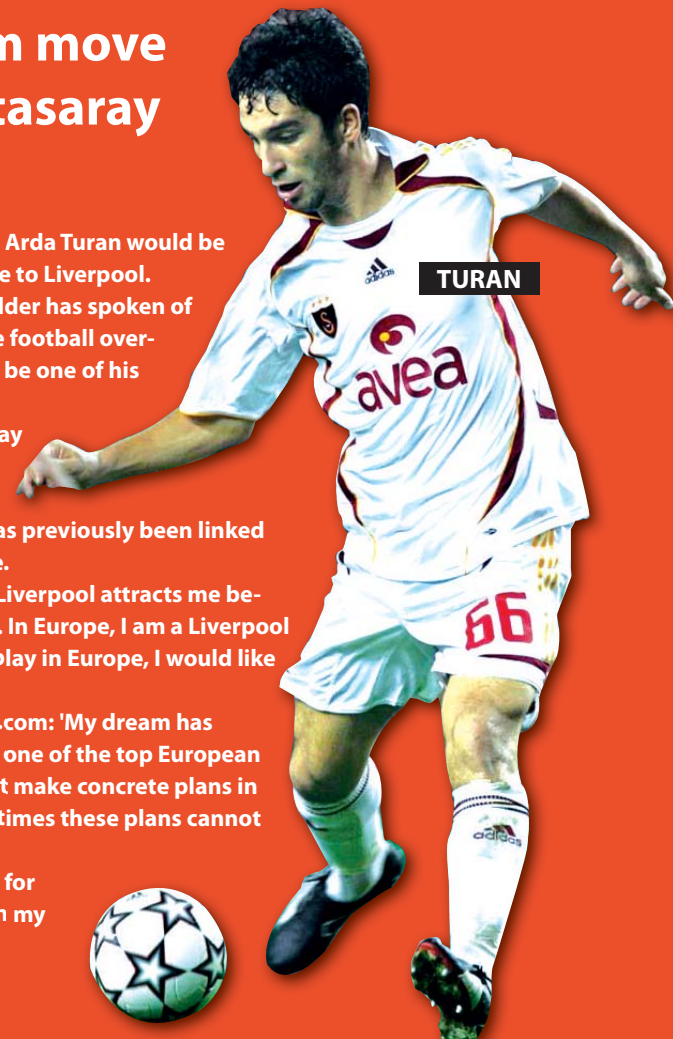 m move
tasaray
Arda Turan would be
e to Liverpool.
lder has spoken of
e football over-
be one of his
ay
as previously been linked
e.
Liverpool attracts me be-
. In Europe, I am a Liverpool
play in Europe, I would like
.com: 'My dream has
one of the top European
t make concrete plans in
times these plans cannot
for
n my
TURAN
adidas
avea
66
adidas